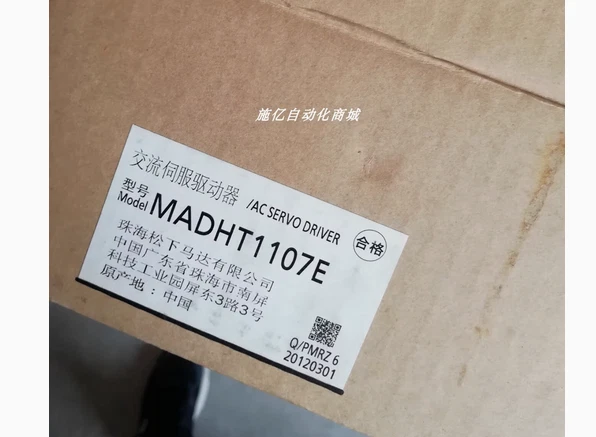 施亿自动化商城
交流伺服驱动器 /AC SERVO DRIVER
型号
Model MADHT1107E
合格
珠海松下马达有限公司
中国广东省珠海市南屏
科技工业园屏东3路3号
原产地：中国
Q/PMRZ 6
20120301